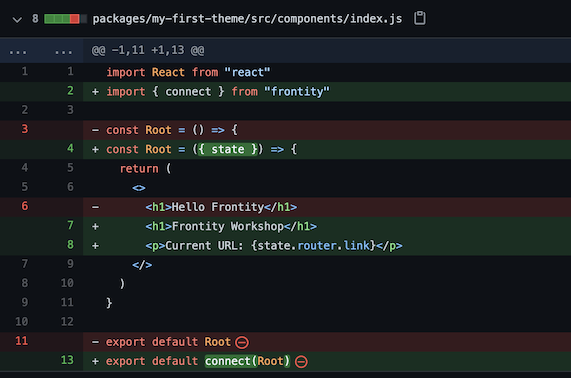 8 packages/my-first-theme/src/components/index.js
... ... @@ -1,11 +1,13 @@
1 1 import React from "react"
2 + import { connect } from "frontity"
2 3
3 - const Root = () => {
4 + const Root = ({ state }) => {
4 5 return (
5 6 <>
6 - <h1>Hello Frontity</h1>
7 + <h1>Frontity Workshop</h1>
8 + <p>Current URL: {state.router.link}</p>
7 9 </>
8 10 )
9 11 }
10 12
11 - export default Root
13 + export default connect(Root)